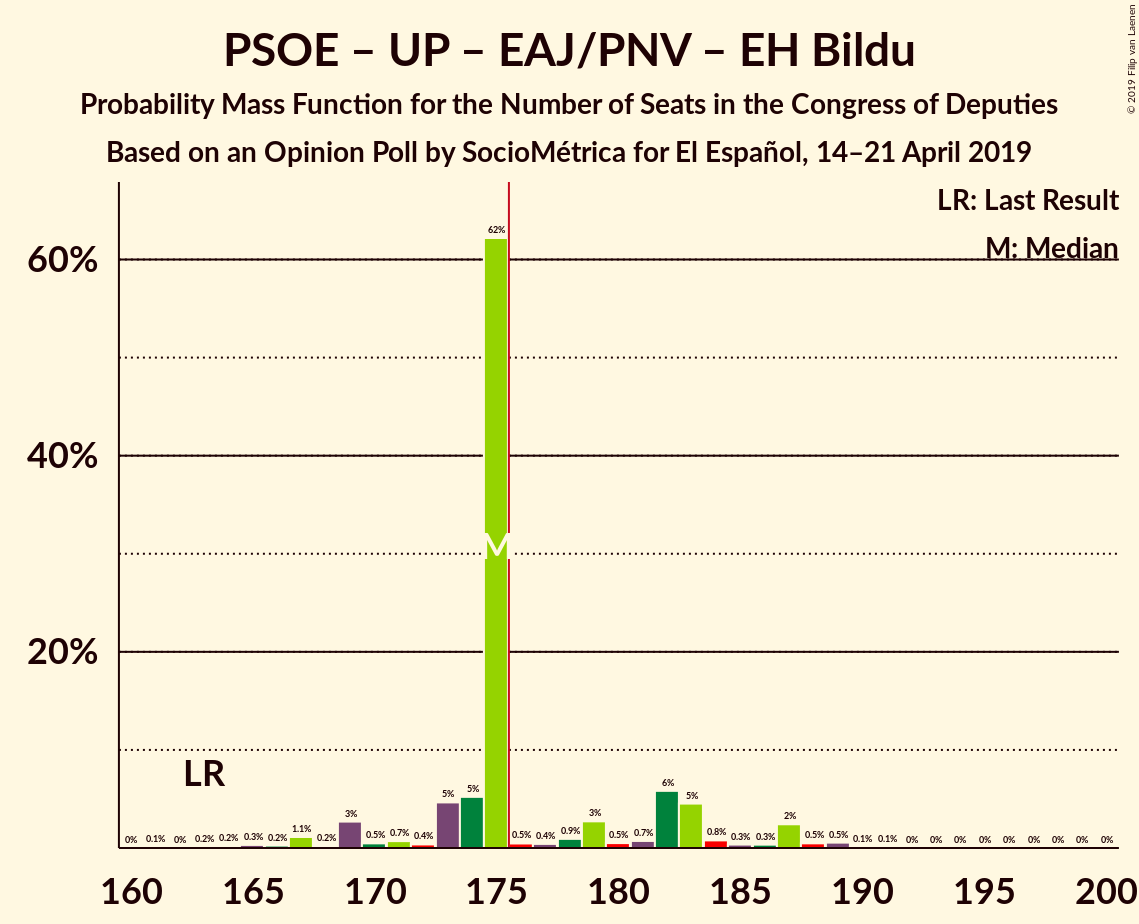 PSOE – UP – EAJ/PNV – EH Bildu
Probability Mass Function for the Number of Seats in the Congress of Deputies
Based on an Opinion Poll by SocioMétrica for El Español, 14–21 April 2019
© 2019 Filip van Laenen
LR: Last Result
M: Median
60%
40%
20%
LR
M
0% 0.1% 0% 0.2% 0.2% 0.3% 0.2% 1.1% 0.2% 3% 0.5% 0.7% 0.4% 5% 5% 62% 0.5% 0.4% 0.9% 3% 0.5% 0.7% 6% 5% 0.8% 0.3% 0.3% 2% 0.5% 0.5% 0.1% 0.1% 0% 0% 0% 0% 0% 0% 0% 0% 0%
160 165 170 175 180 185 190 195 200